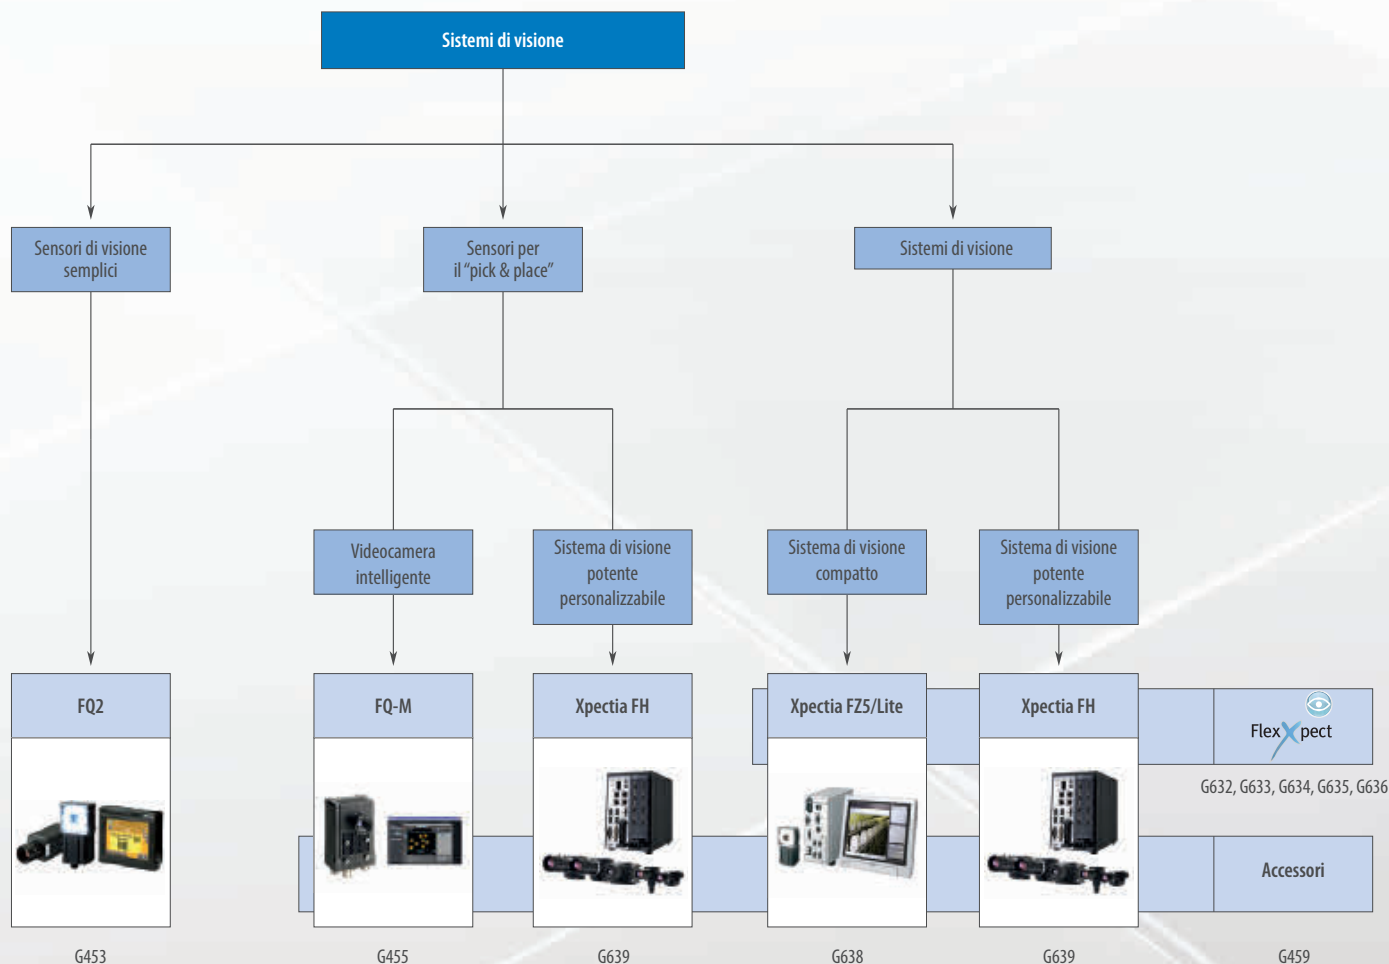 Sistemi di visione
Sensori di visione
semplici
Sensori per
il “pick & place”
Sistemi di visione
Videocamera
intelligente
Sistema di visione
potente
personalizzabile
Sistema di visione
compatto
Sistema di visione
potente
personalizzabile
FQ2
FQ-M
Xpectia FH
Xpectia FZ5/Lite
Xpectia FH
FlexXpect
G632, G633, G634, G635, G636
Accessori
G453
G455
G639
G638
G639
G459